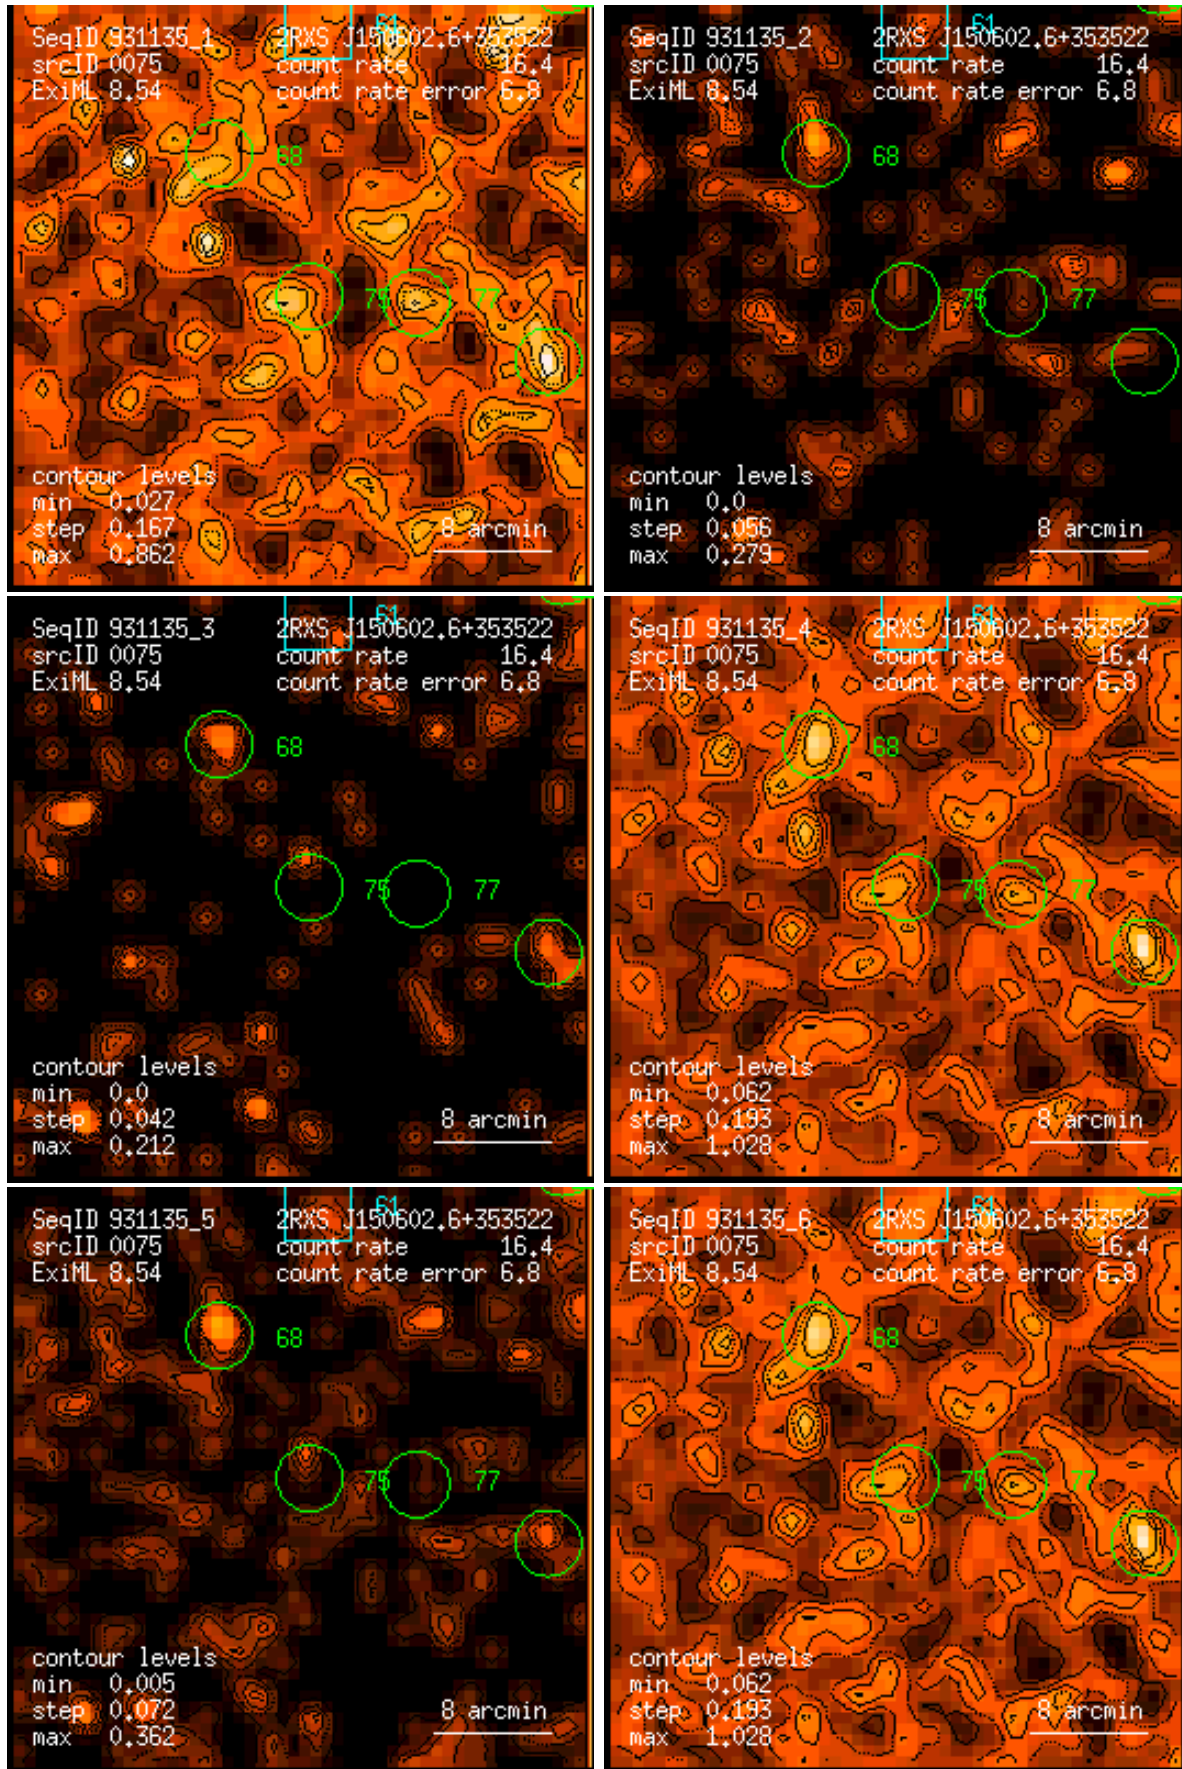 61
SeqID 931135_1 2RXS J150602.6+353522
srcID 0075 count rate 16.4
ExiML 8.54 count rate error 6.8
68
75 77
contour levels
min 0.027
step 0.167
max 0.862
8 arcmin
61
SeqID 931135_2 2RXS J150602.6+353522
srcID 0075 count rate 16.4
ExiML 8.54 count rate error 6.8
68
75 77
contour levels
min 0.0
step 0.056
max 0.279
8 arcmin
61
SeqID 931135_3 2RXS J150602.6+353522
srcID 0075 count rate 16.4
ExiML 8.54 count rate error 6.8
68
75 77
contour levels
min 0.0
step 0.042
max 0.212
8 arcmin
61
SeqID 931135_4 2RXS J150602.6+353522
srcID 0075 count rate 16.4
ExiML 8.54 count rate error 6.8
68
75 77
contour levels
min 0.062
step 0.193
max 1.028
8 arcmin
61
SeqID 931135_5 2RXS J150602.6+353522
srcID 0075 count rate 16.4
ExiML 8.54 count rate error 6.8
68
75 77
contour levels
min 0.005
step 0.072
max 0.362
8 arcmin
61
SeqID 931135_6 2RXS J150602.6+353522
srcID 0075 count rate 16.4
ExiML 8.54 count rate error 6.8
68
75 77
contour levels
min 0.062
step 0.193
max 1.028
8 arcmin